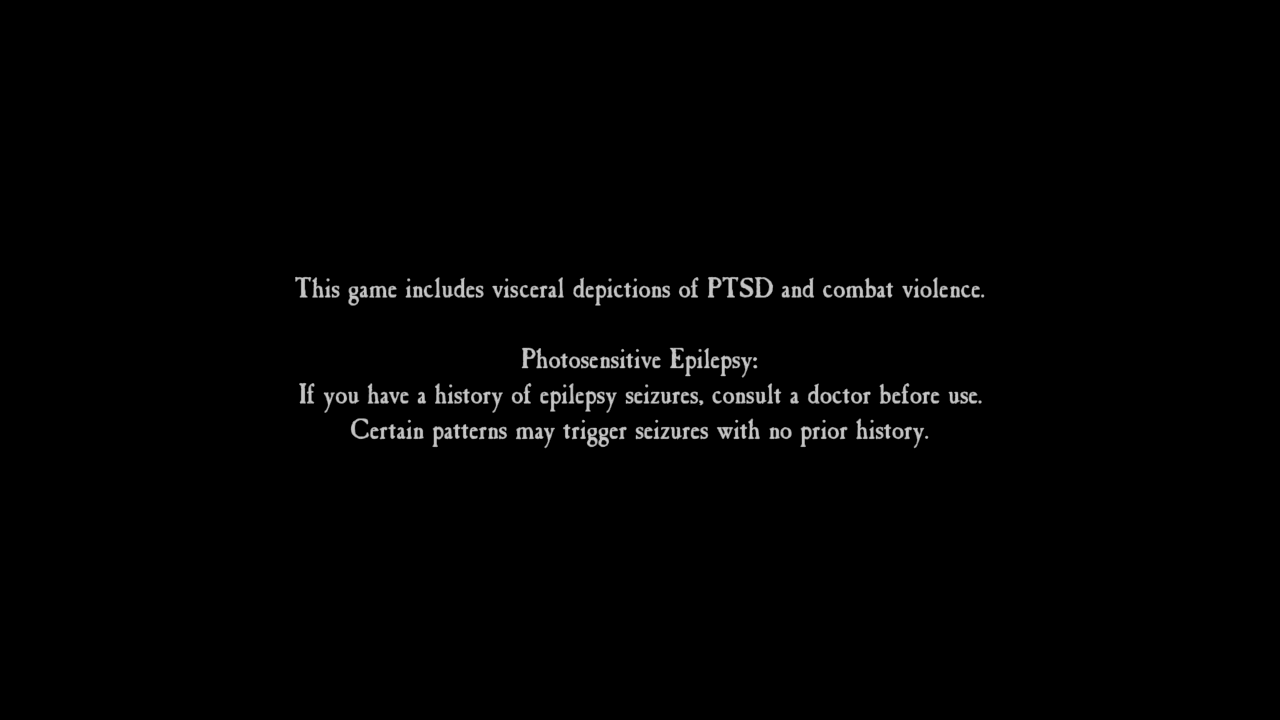 This game includes visceral depictions of PTSD and combat violence.
Photosensitive Epilepsy:
If you have a history of epilepsy seizures, consult a doctor before use.
Certain patterns may trigger seizures with no prior history.